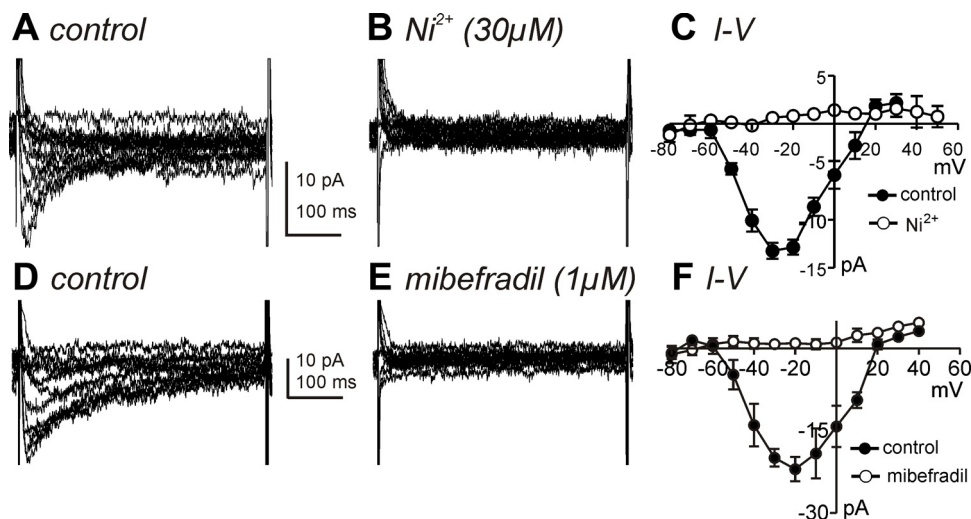 A control
B Ni²⁺ (30µM)
C I-V
10 pA
100 ms
5
-80 -60 -40 -20 20 40 60
mV
-5
-10
-15 pA
control
Ni²⁺
D control
E mibefradil (1µM)
F I-V
10 pA
100 ms
-80 -60 -40 -20 20 40 60
mV
-15
-30 pA
control
mibefradil